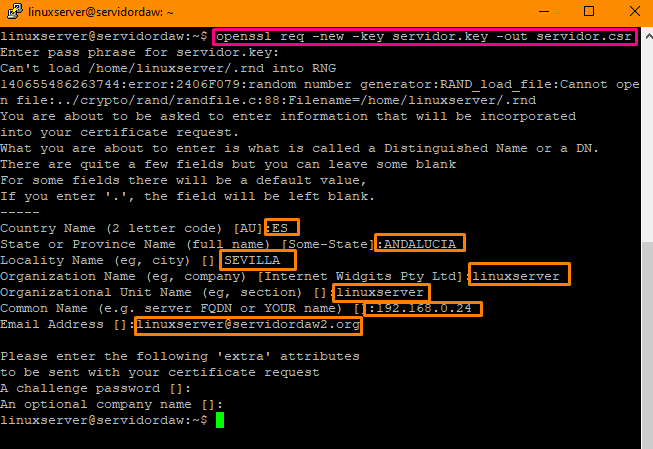 linuxserver@servidordaw: ~
linuxserver@servidordaw:~$ openssl req -new -key servidor.key -out servidor.csr
Enter pass phrase for servidor.key:
Can't load /home/linuxserver/.rnd into RNG
140655486263744:error:2406F079:random number generator:RAND_load_file:Cannot ope
n file:../crypto/rand/randfile.c:88:Filename=/home/linuxserver/.rnd
You are about to be asked to enter information that will be incorporated
into your certificate request.
What you are about to enter is what is called a Distinguished Name or a DN.
There are quite a few fields but you can leave some blank
For some fields there will be a default value,
If you enter '.', the field will be left blank.
-----
Country Name (2 letter code) [AU]:ES
State or Province Name (full name) [Some-State]:ANDALUCIA
Locality Name (eg, city) [] SEVILLA
Organization Name (eg, company) [Internet Widgits Pty Ltd]:linuxserver
Organizational Unit Name (eg, section) []:linuxserver
Common Name (e.g. server FQDN or YOUR name) []:192.168.0.24
Email Address []:linuxserver@servidordaw2.org
Please enter the following 'extra' attributes
to be sent with your certificate request
A challenge password []:
An optional company name []:
linuxserver@servidordaw:~$